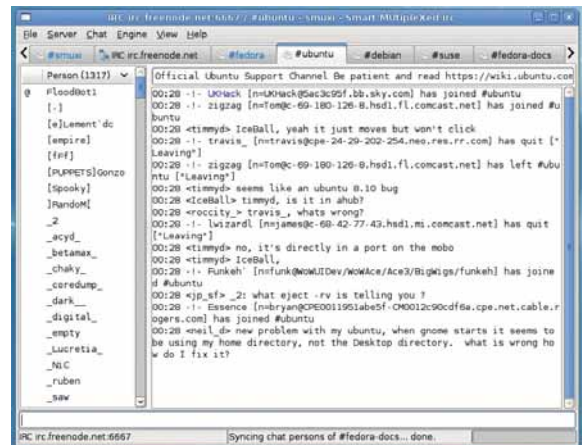 IRC irc.freenode.net:6667 / #ubuntu - smuxi - Smart MUtipleXed Irc
File Server Chat Engine View Help
#smuxi IRC irc.freenode.net #fedora #ubuntu #debian #suse #fedora-docs
Person (1317)
@ FloodBot1
[-]
[e]Lement`dc
[empire]
[fPf]
[PUPPETS]Gonzo
[Spooky]
]RandoM[
_2
_acyd_
_betamax_
_chaky_
_coredump_
_dark__
_digital_
_empty
_Lucretia_
_NiC
_ruben
_saw
Official Ubuntu Support Channel Be patient and read https://wiki.ubuntu.com
00:28 -!- UKHack [n=UKHack@5ac3c95f.bb.sky.com] has joined #ubuntu
00:28 -!- zigzag [n=Tom@c-69-180-126-8.hsd1.fl.comcast.net] has joined #u
buntu
00:28 <timmyd> IceBall, yeah it just moves but won't click
00:28 -!- travis_ [n=travis@cpe-24-29-202-254.neo.res.rr.com] has quit ["
Leaving"]
00:28 -!- zigzag [n=Tom@c-69-180-126-8.hsd1.fl.comcast.net] has left #ubu
ntu ["Leaving"]
00:28 <timmyd> seems like an ubuntu 8.10 bug
00:28 <IceBall> timmyd, is it in ahub?
00:28 <roccity_> travis_, whats wrong?
00:28 -!- lwizardl [n=james@c-68-42-77-43.hsd1.mi.comcast.net] has quit
["Leaving"]
00:28 <timmyd> no, it's directly in a port on the mobo
00:28 <timmyd> IceBall,
00:28 -!- Funkeh` [n=funk@WoWUIDev/WoWAce/Ace3/BigWigs/funkeh] has joine
d #ubuntu
00:28 <jp_sf> _2: what eject -rv is telling you ?
00:28 -!- Essence [n=bryan@CPE0011951abe5f-CM0012c90cdf6a.cpe.net.cable.r
ogers.com] has joined #ubuntu
00:28 <neil_d> new problem with my ubuntu, when gnome starts it seems to
be using my home directory, not the Desktop directory. what is wrong ho
w do I fix it?
IRC irc.freenode.net:6667 Syncing chat persons of #fedora-docs... done.